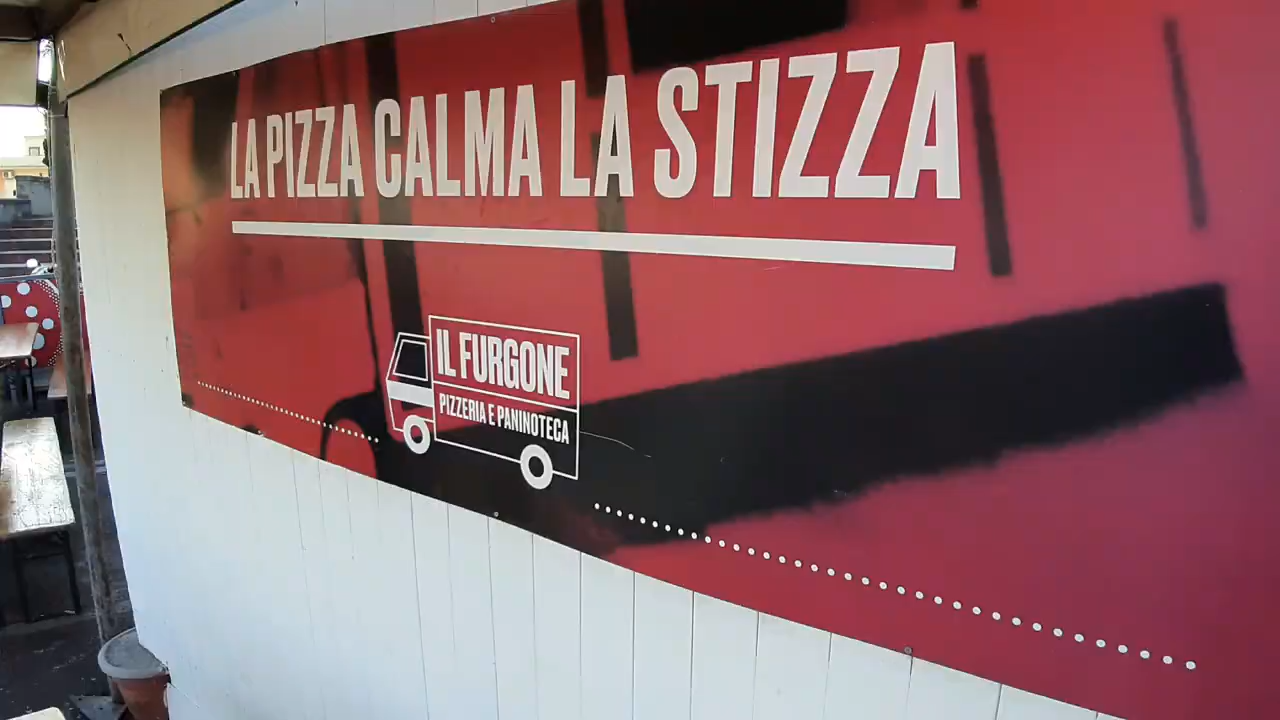 LA PIZZA CALMA LA STIZZA
IL FURGONE
PIZZERIA E PANINOTECA